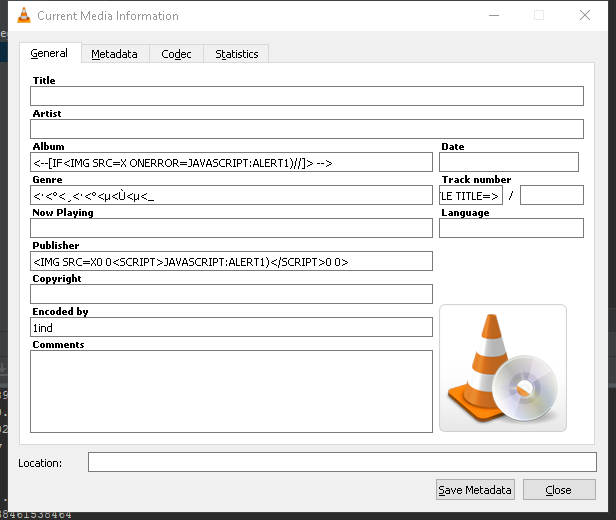 Current Media Information
General Metadata Codec Statistics
Title
Artist
Album Date
<--[IF<IMG SRC=X ONERROR=JAVASCRIPT:ALERT1)//]> -->
Genre Track number
LE TITLE=> /
Now Playing Language
Publisher
<IMG SRC=X0 0<SCRIPT>JAVASCRIPT:ALERT1)</SCRIPT>0 0>
Copyright
Encoded by
1ind
Comments
Location:
Save Metadata Close
38461538464